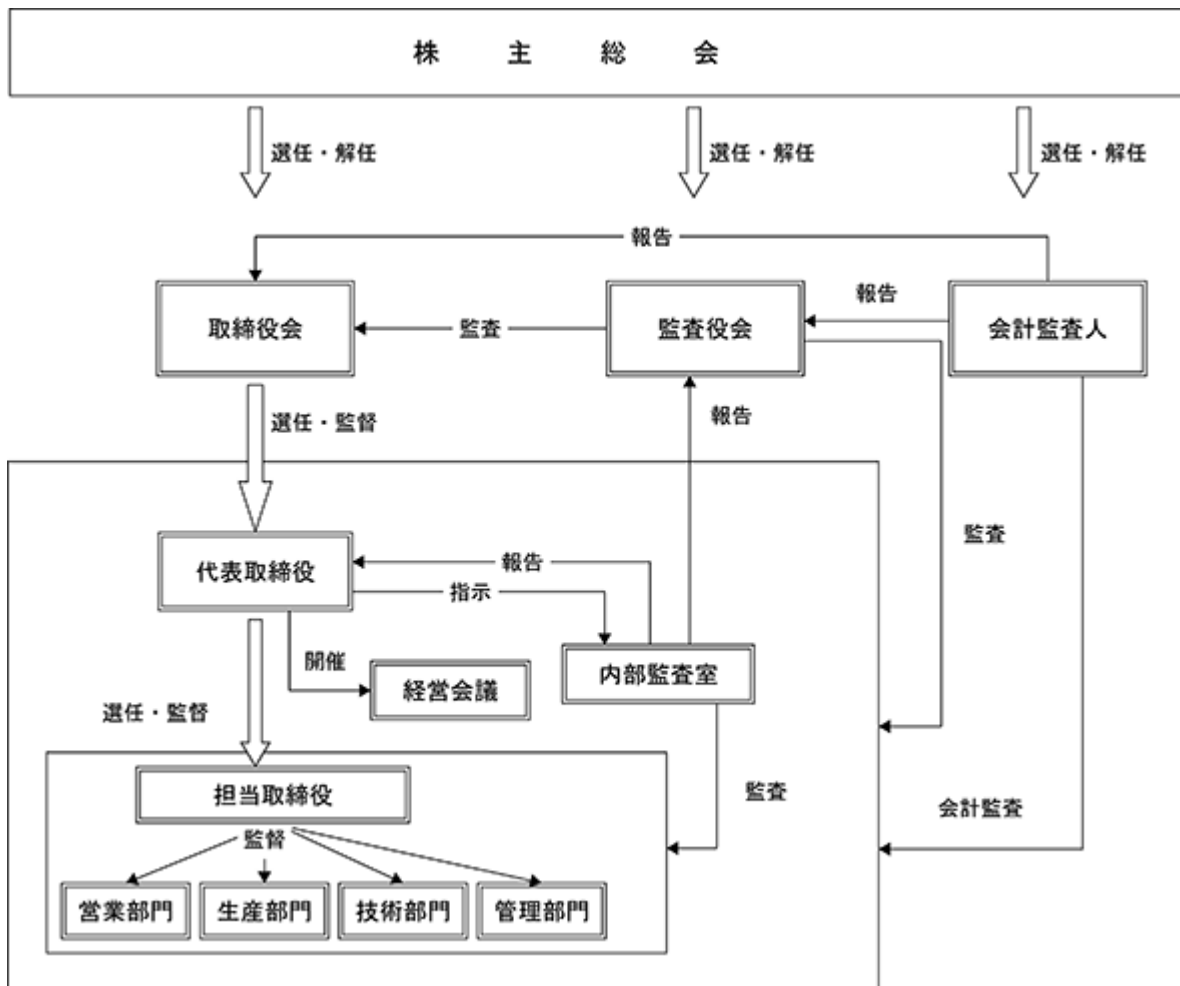 株主総会
選任・解任
選任・解任
選任・解任
報告
取締役会
監査
監査役会
報告
会計監査人
選任・監督
報告
監査
代表取締役
報告
指示
開催
経営会議
内部監査室
選任・監督
担当取締役
監査
会計監査
監督
営業部門
生産部門
技術部門
管理部門